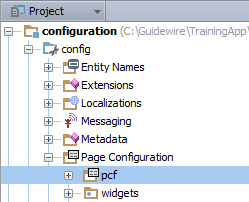 Project
configuration (C:\Guidewire\TrainingApp\
config
Entity Names
Extensions
Localizations
Messaging
Metadata
Page Configuration
pcf
widgets